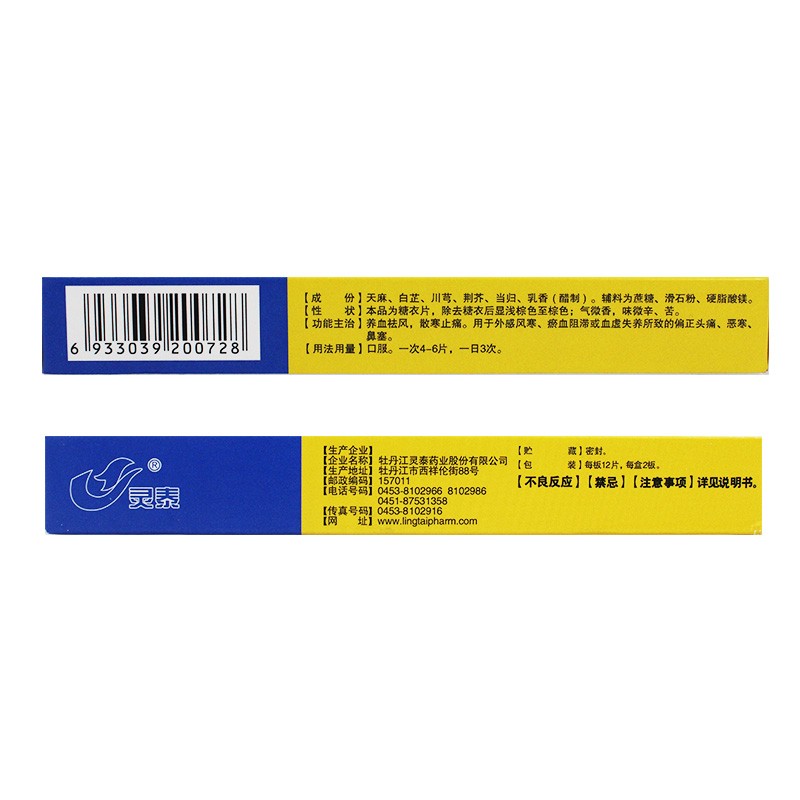 【成　份】天麻、白芷、川芎、荆芥、当归、乳香（醋制）。辅料为蔗糖、滑石粉、硬脂酸镁。
【性　状】本品为糖衣片，除去糖衣后显浅棕色至棕色；气微香，味微辛、苦。
【功能主治】养血祛风，散寒止痛。用于外感风寒、瘀血阻滞或血虚失养所致的偏正头痛、恶寒、
鼻塞。
【用法用量】口服。一次4-6片，一日3次。
6 933039 200728
灵泰®
【生产企业】
【企业名称】牡丹江灵泰药业股份有限公司
【生产地址】牡丹江市西祥伦街88号
【邮政编码】157011
【电话号码】0453-8102966 8102986
0451-87531358
【传真号码】0453-8102916
【网　址】www.lingtaipharm.com
【贮　藏】密封。
【包　装】每板12片，每盒2板。
【不良反应】【禁忌】【注意事项】详见说明书。